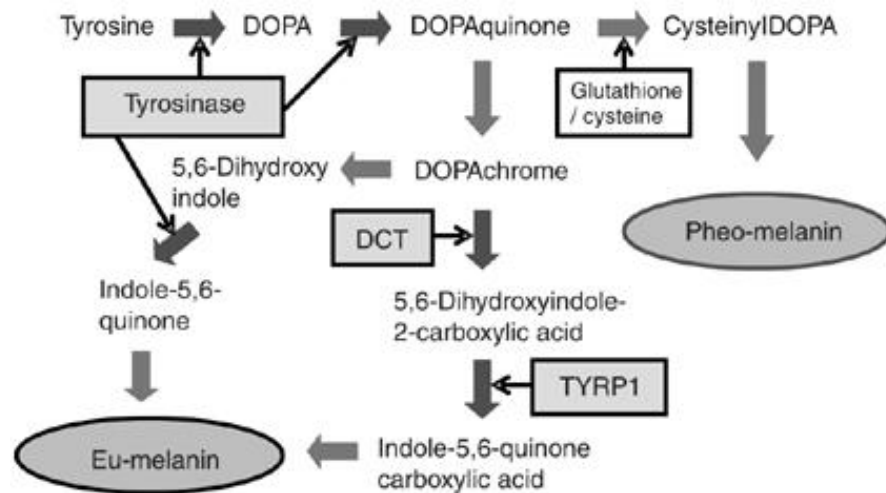 Tyrosine
DOPA
DOPAquinone
CysteinylDOPA
Tyrosinase
Glutathione
/ cysteine
5,6-Dihydroxy
indole
DOPAchrome
DCT
Pheo-melanin
Indole-5,6-
quinone
5,6-Dihydroxyindole-
2-carboxylic acid
TYRP1
Eu-melanin
Indole-5,6-quinone
carboxylic acid